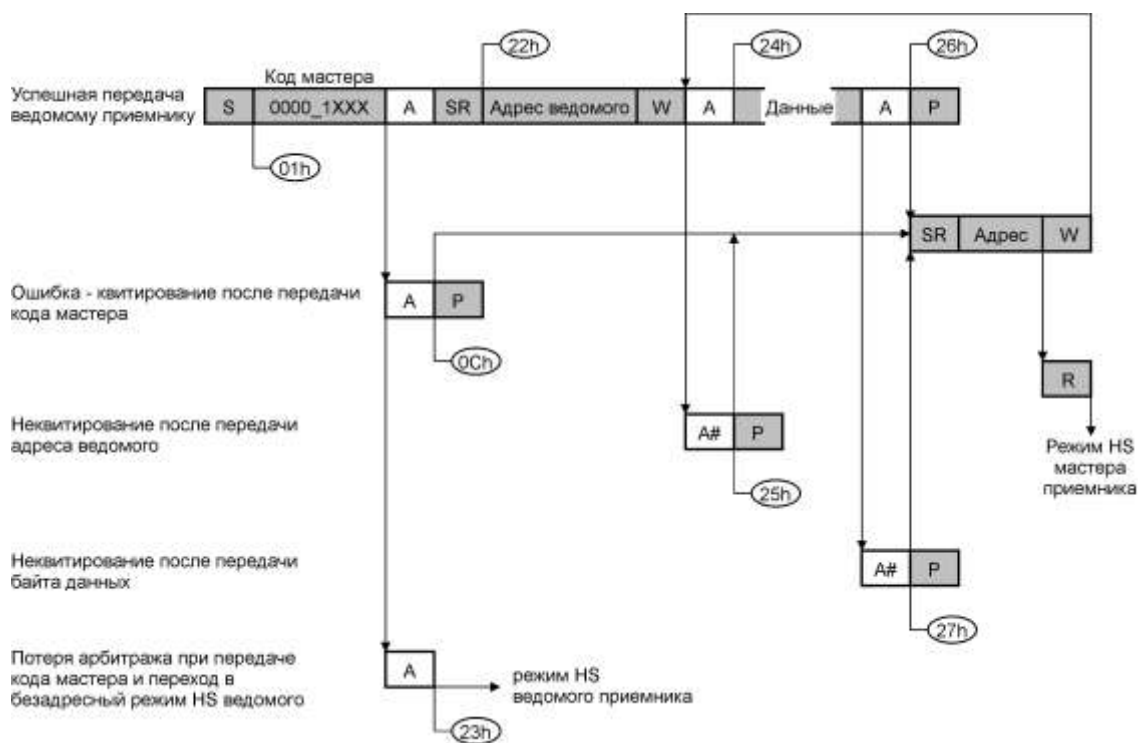 22h
24h
26h
Код мастера
Успешная передача
ведомому приемнику
S
0000_1XXX
A
SR
Адрес ведомого
W
A
Данные
A
P
01h
SR
Адрес
W
Ошибка - квитирование после передачи
кода мастера
A
P
0Ch
R
Неквитирование после передачи
адреса ведомого
A#
P
Режим HS
мастера
приемника
25h
Неквитирование после передачи
байта данных
A#
P
27h
Потеря арбитража при передаче
кода мастера и переход в
безадресный режим HS ведомого
A
режим HS
ведомого приемника
23h